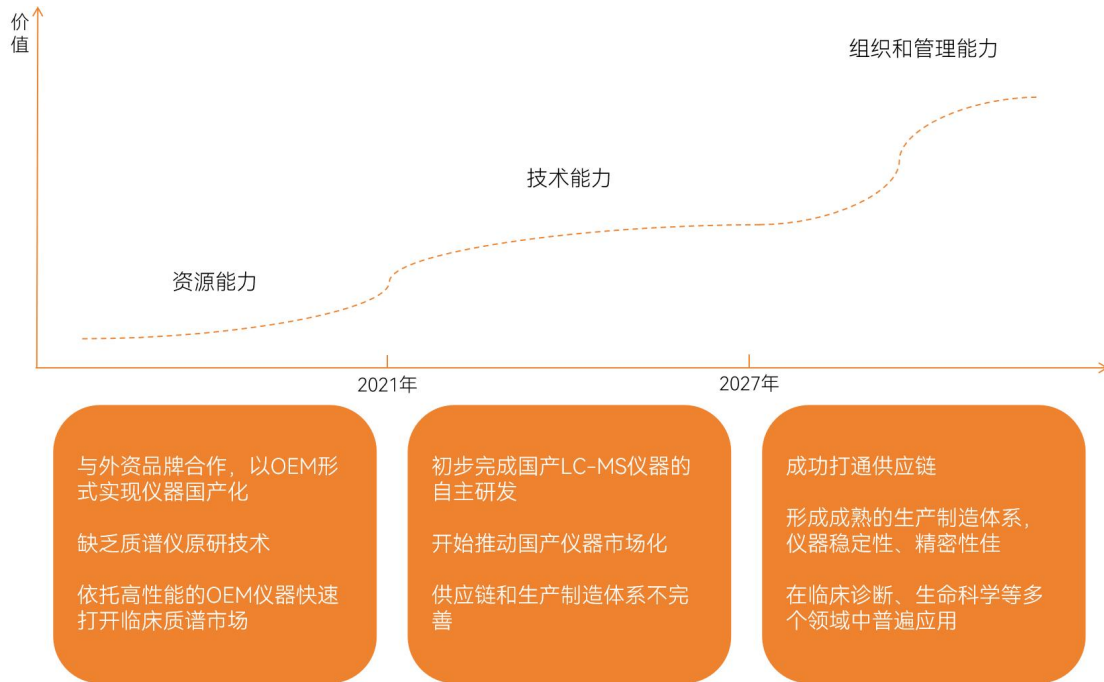 价
值
组织和管理能力
技术能力
资源能力
2021年
2027年
与外资品牌合作，以OEM形
式实现仪器国产化
缺乏质谱仪原研技术
依托高性能的OEM仪器快速
打开临床质谱市场
初步完成国产LC-MS仪器的
自主研发
开始推动国产仪器市场化
供应链和生产制造体系不完
善
成功打通供应链
形成成熟的生产制造体系，
仪器稳定性、精密性佳
在临床诊断、生命科学等多
个领域中普遍应用